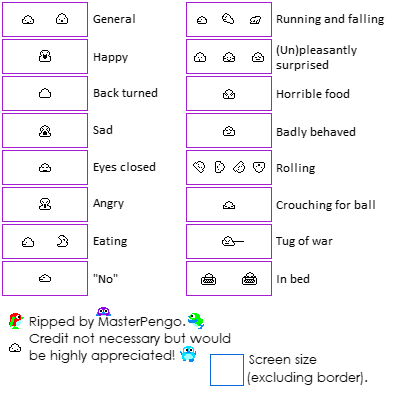 General
Happy
Back turned
Sad
Eyes closed
Angry
Eating
"No"
Running and falling
(Un)pleasantly
surprised
Horrible food
Badly behaved
Rolling
Crouching for ball
Tug of war
In bed
Ripped by MasterPengo.
Credit not necessary but would
be highly appreciated!
Screen size
(excluding border).